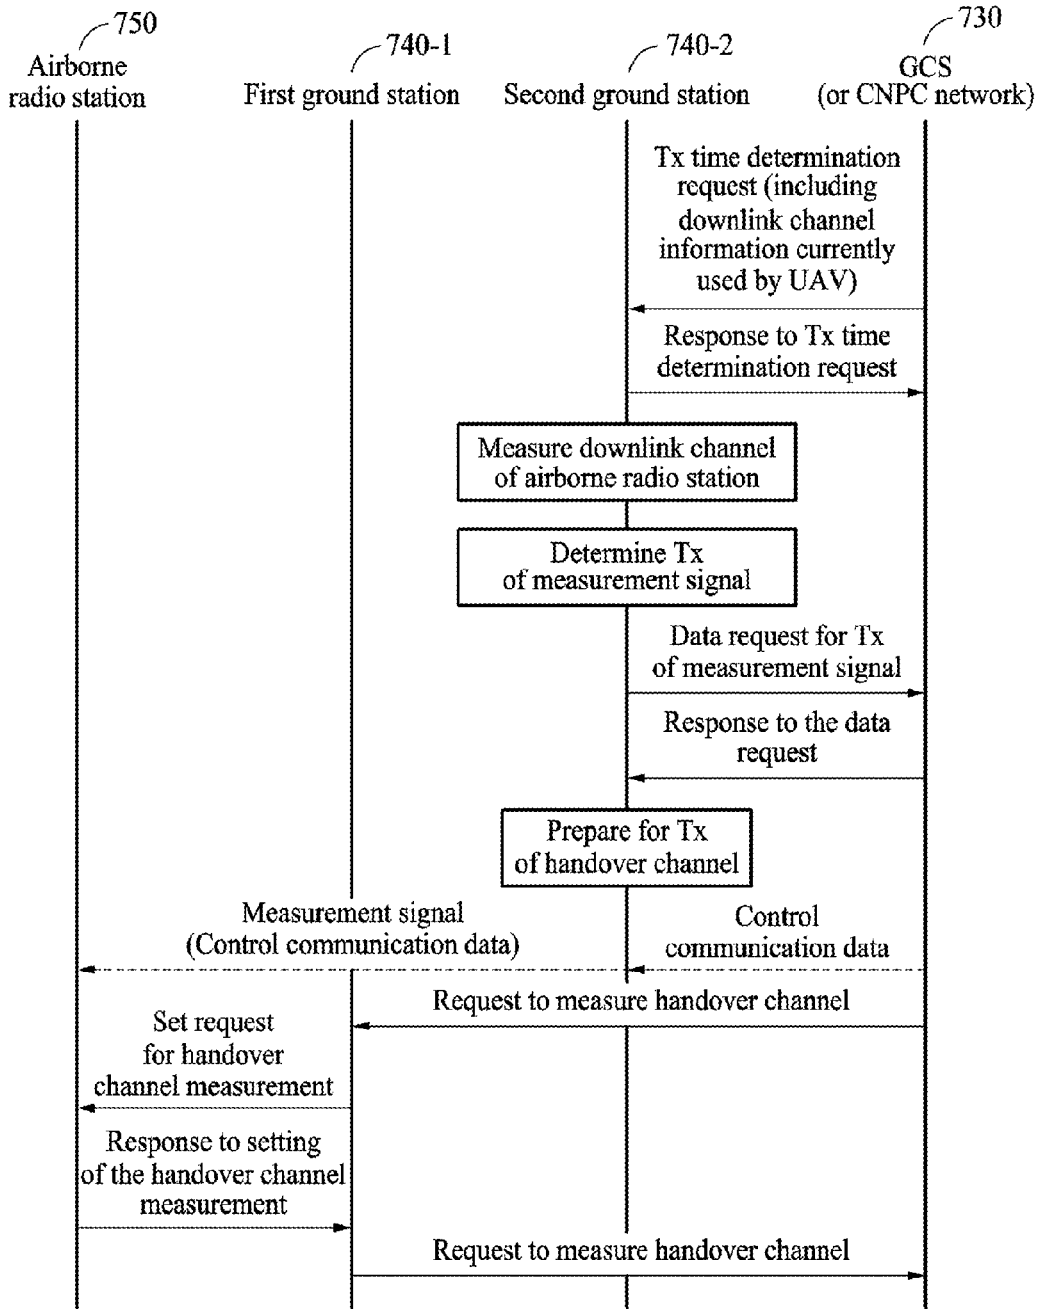 750
740-1
740-2
730
Airborne
radio station
First ground station
Second ground station
GCS
(or CNPC network)
Tx time determination
request (including
downlink channel
information currently
used by UAV)
Response to Tx time
determination request
Measure downlink channel
of airborne radio station
Determine Tx
of measurement signal
Data request for Tx
of measurement signal
Response to the data
request
Prepare for Tx
of handover channel
Measurement signal
(Control communication data)
Control
communication data
Request to measure handover channel
Set request
for handover
channel measurement
Response to setting
of the handover channel
measurement
Request to measure handover channel